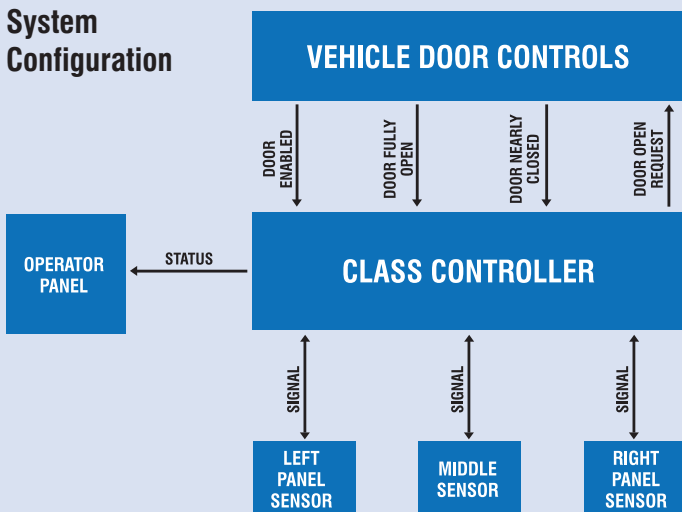 System
Configuration
VEHICLE DOOR CONTROLS
DOOR
ENABLED
DOOR FULLY
OPEN
DOOR NEARLY
CLOSED
DOOR OPEN
REQUEST
OPERATOR
PANEL
STATUS
CLASS CONTROLLER
SIGNAL
SIGNAL
SIGNAL
LEFT
PANEL
SENSOR
MIDDLE
SENSOR
RIGHT
PANEL
SENSOR